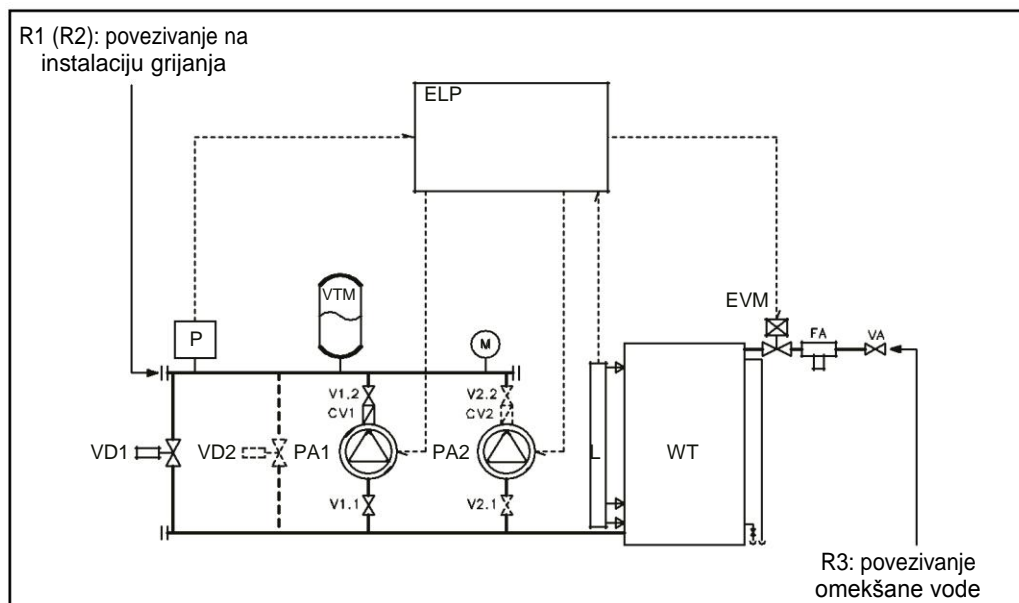 R1 (R2): povezivanje na
instalaciju grijanja
ELP
VTM
EVM
P
M
FA
VA
V1.2
V2.2
CV1
CV2
VD1
VD2
PA1
PA2
L
WT
V1.1
V2.1
R3: povezivanje
omekšane vode